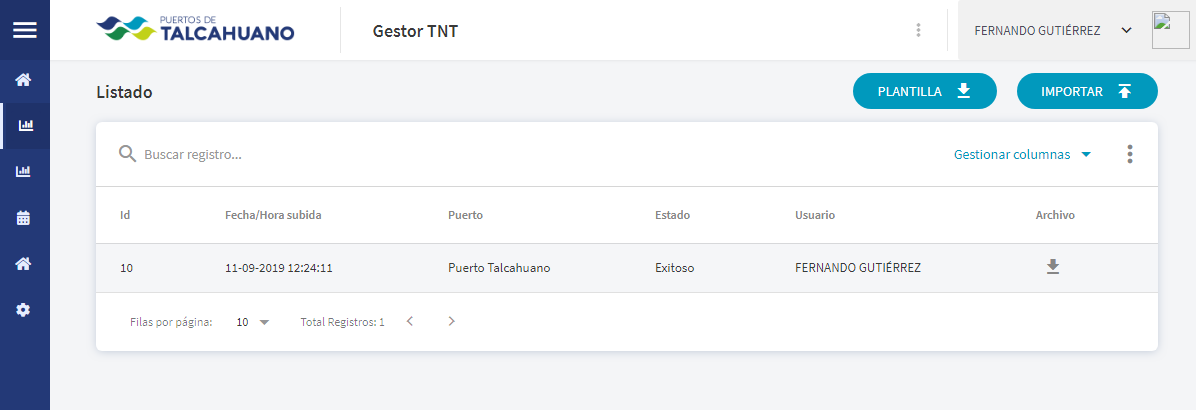 PUERTOS DE
TALCAHUANO
Gestor TNT
FERNANDO GUTIÉRREZ
Listado
PLANTILLA
IMPORTAR
Buscar registro...
Gestionar columnas
Id Fecha/Hora subida Puerto Estado Usuario Archivo
10 11-09-2019 12:24:11 Puerto Talcahuano Exitoso FERNANDO GUTIÉRREZ
Filas por página: 10 Total Registros: 1